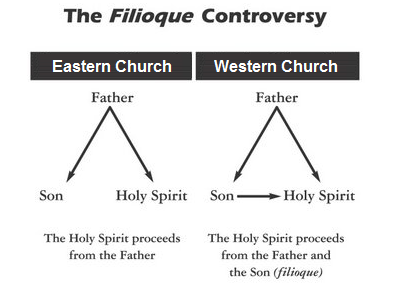 The Filioque Controversy
Eastern Church
Western Church
Father
Father
Son
Holy Spirit
Son
Holy Spirit
The Holy Spirit proceeds
from the Father
The Holy Spirit proceeds
from the Father and
the Son (filioque)